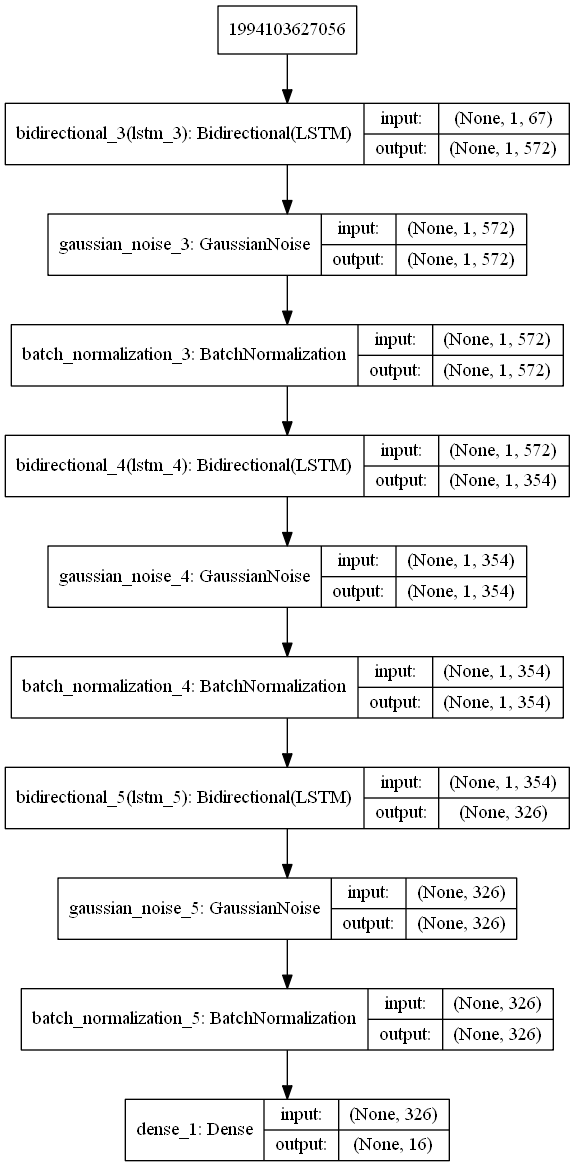 1994103627056
bidirectional_3(lstm_3): Bidirectional(LSTM)
input: (None, 1, 67)
output: (None, 1, 572)
gaussian_noise_3: GaussianNoise
input: (None, 1, 572)
output: (None, 1, 572)
batch_normalization_3: BatchNormalization
input: (None, 1, 572)
output: (None, 1, 572)
bidirectional_4(lstm_4): Bidirectional(LSTM)
input: (None, 1, 572)
output: (None, 1, 354)
gaussian_noise_4: GaussianNoise
input: (None, 1, 354)
output: (None, 1, 354)
batch_normalization_4: BatchNormalization
input: (None, 1, 354)
output: (None, 1, 354)
bidirectional_5(lstm_5): Bidirectional(LSTM)
input: (None, 1, 354)
output: (None, 326)
gaussian_noise_5: GaussianNoise
input: (None, 326)
output: (None, 326)
batch_normalization_5: BatchNormalization
input: (None, 326)
output: (None, 326)
dense_1: Dense
input: (None, 326)
output: (None, 16)